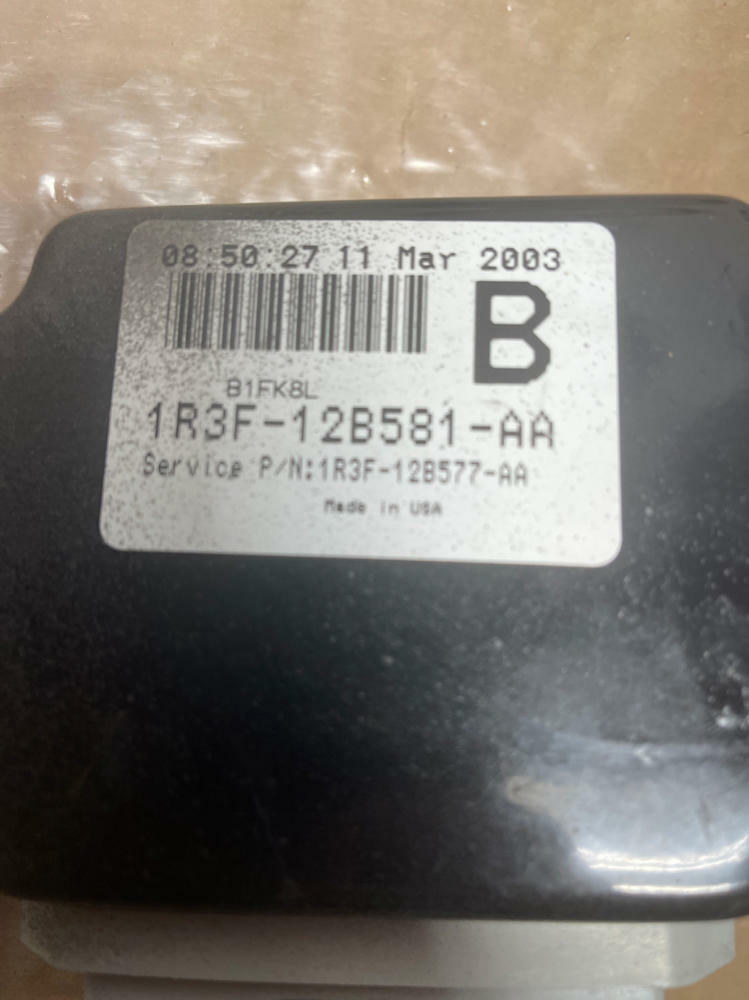 08:50:27 11 Mar 2003
B
B1FK8L
1R3F-12B581-AA
Service P/N:1R3F-12B577-AA
Made in USA